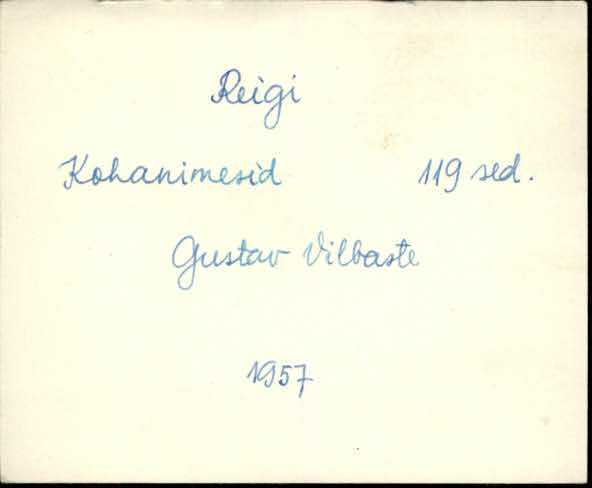 Reigi
Kohanimesid 119 sed.
Gustav Vilbaste
1957